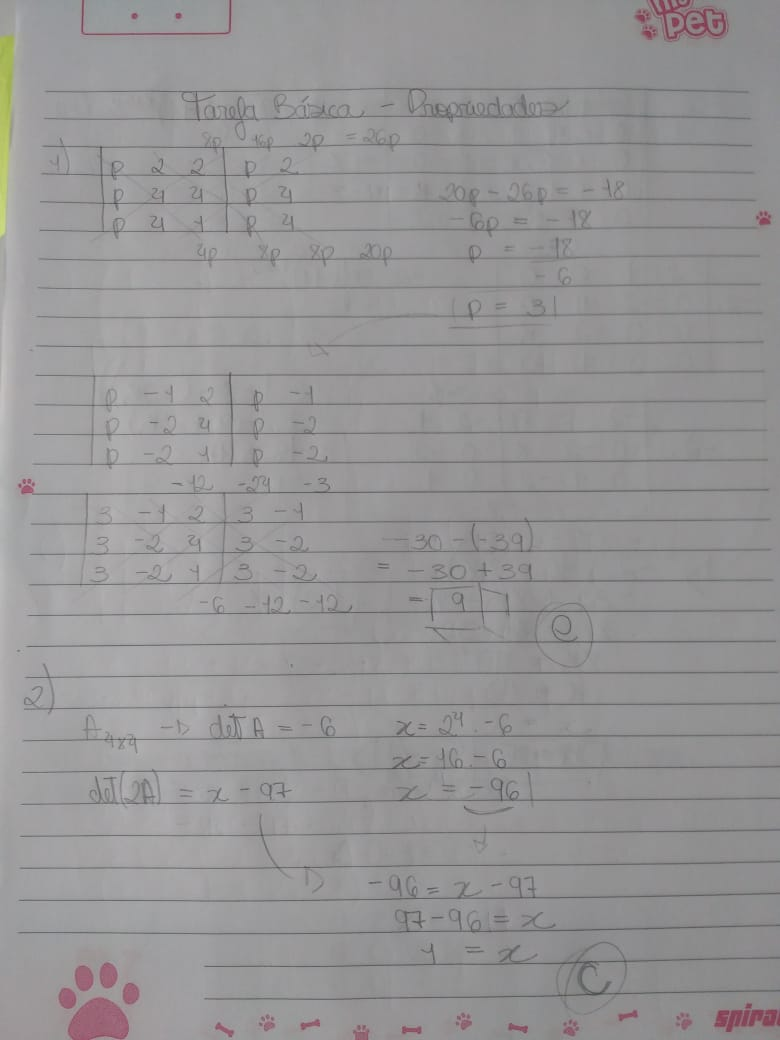 my
pet
Tarefa Básica - Propriedades
8p 16p 2p = 26p
1) | p 2 2 | p 2
| p 4 4 | p 4
| p 4 1 | p 4
4p 8p 8p 20p
20p - 26p = -18
-6p = -18
p = -18
-6
p = 3
| p -1 2 | p -1
| p -2 4 | p -2
| p -2 1 | p -2
-12 -24 -3
| 3 -1 2 | 3 -1
| 3 -2 4 | 3 -2
| 3 -2 1 | 3 -2
-6 -12 -12
-30 - (-39)
= -30 + 39
= 9
e
2)
A4x4 -> det A = -6
det(2A) = x - 97
x = 2⁴ . -6
x = 16 . -6
x = -96
-96 = x - 97
97 - 96 = x
1 = x
C